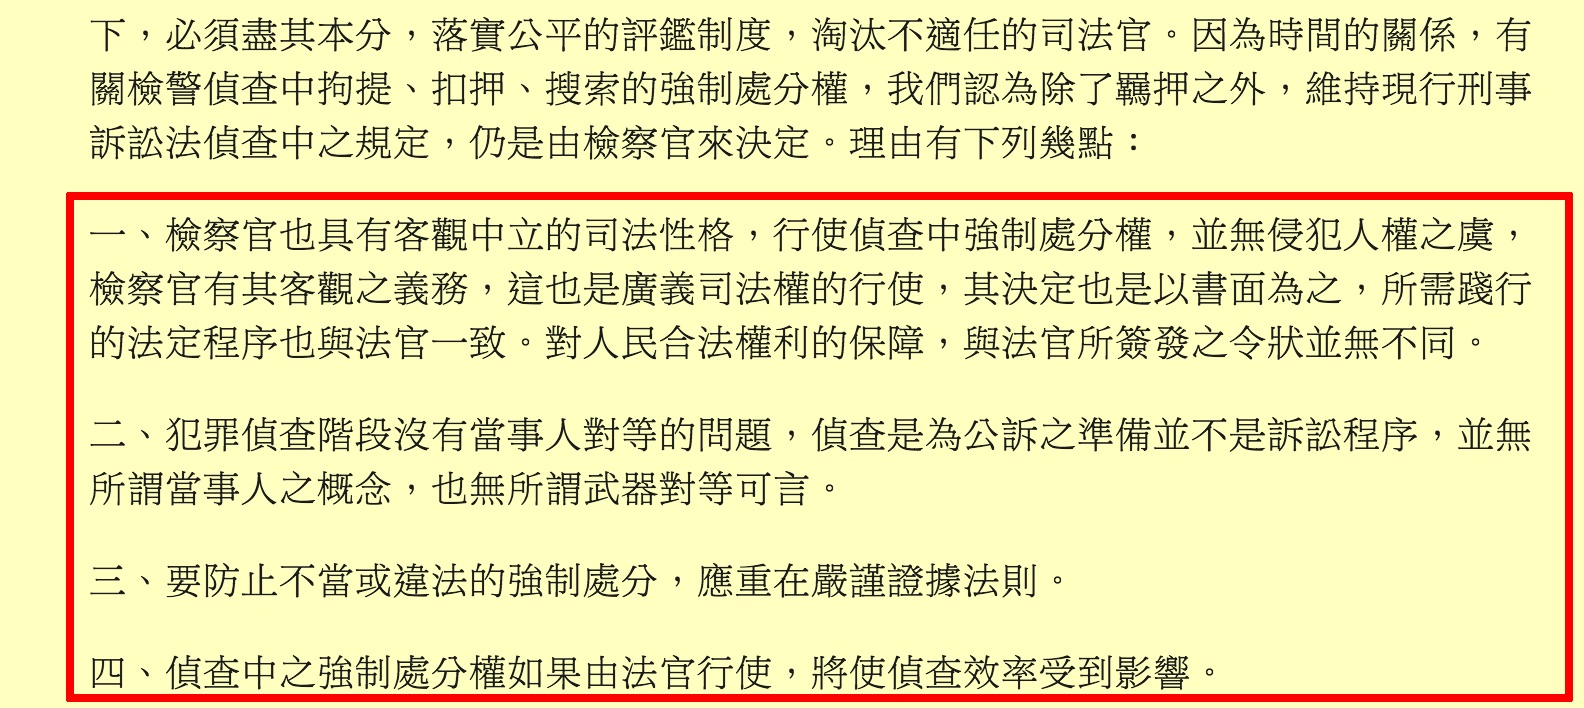 下，必須盡其本分，落實公平的評鑑制度，淘汰不適任的司法官。因為時間的關係，有
關檢警偵查中拘提、扣押、搜索的強制處分權，我們認為除了羈押之外，維持現行刑事
訴訟法偵查中之規定，仍是由檢察官來決定。理由有下列幾點：
一、檢察官也具有客觀中立的司法性格，行使偵查中強制處分權，並無侵犯人權之虞，
檢察官有其客觀之義務，這也是廣義司法權的行使，其決定也是以書面為之，所需踐行
的法定程序也與法官一致。對人民合法權利的保障，與法官所簽發之令狀並無不同。
二、犯罪偵查階段沒有當事人對等的問題，偵查是為公訴之準備並不是訴訟程序，並無
所謂當事人之概念，也無所謂武器對等可言。
三、要防止不當或違法的強制處分，應重在嚴謹證據法則。
四、偵查中之強制處分權如果由法官行使，將使偵查效率受到影響。